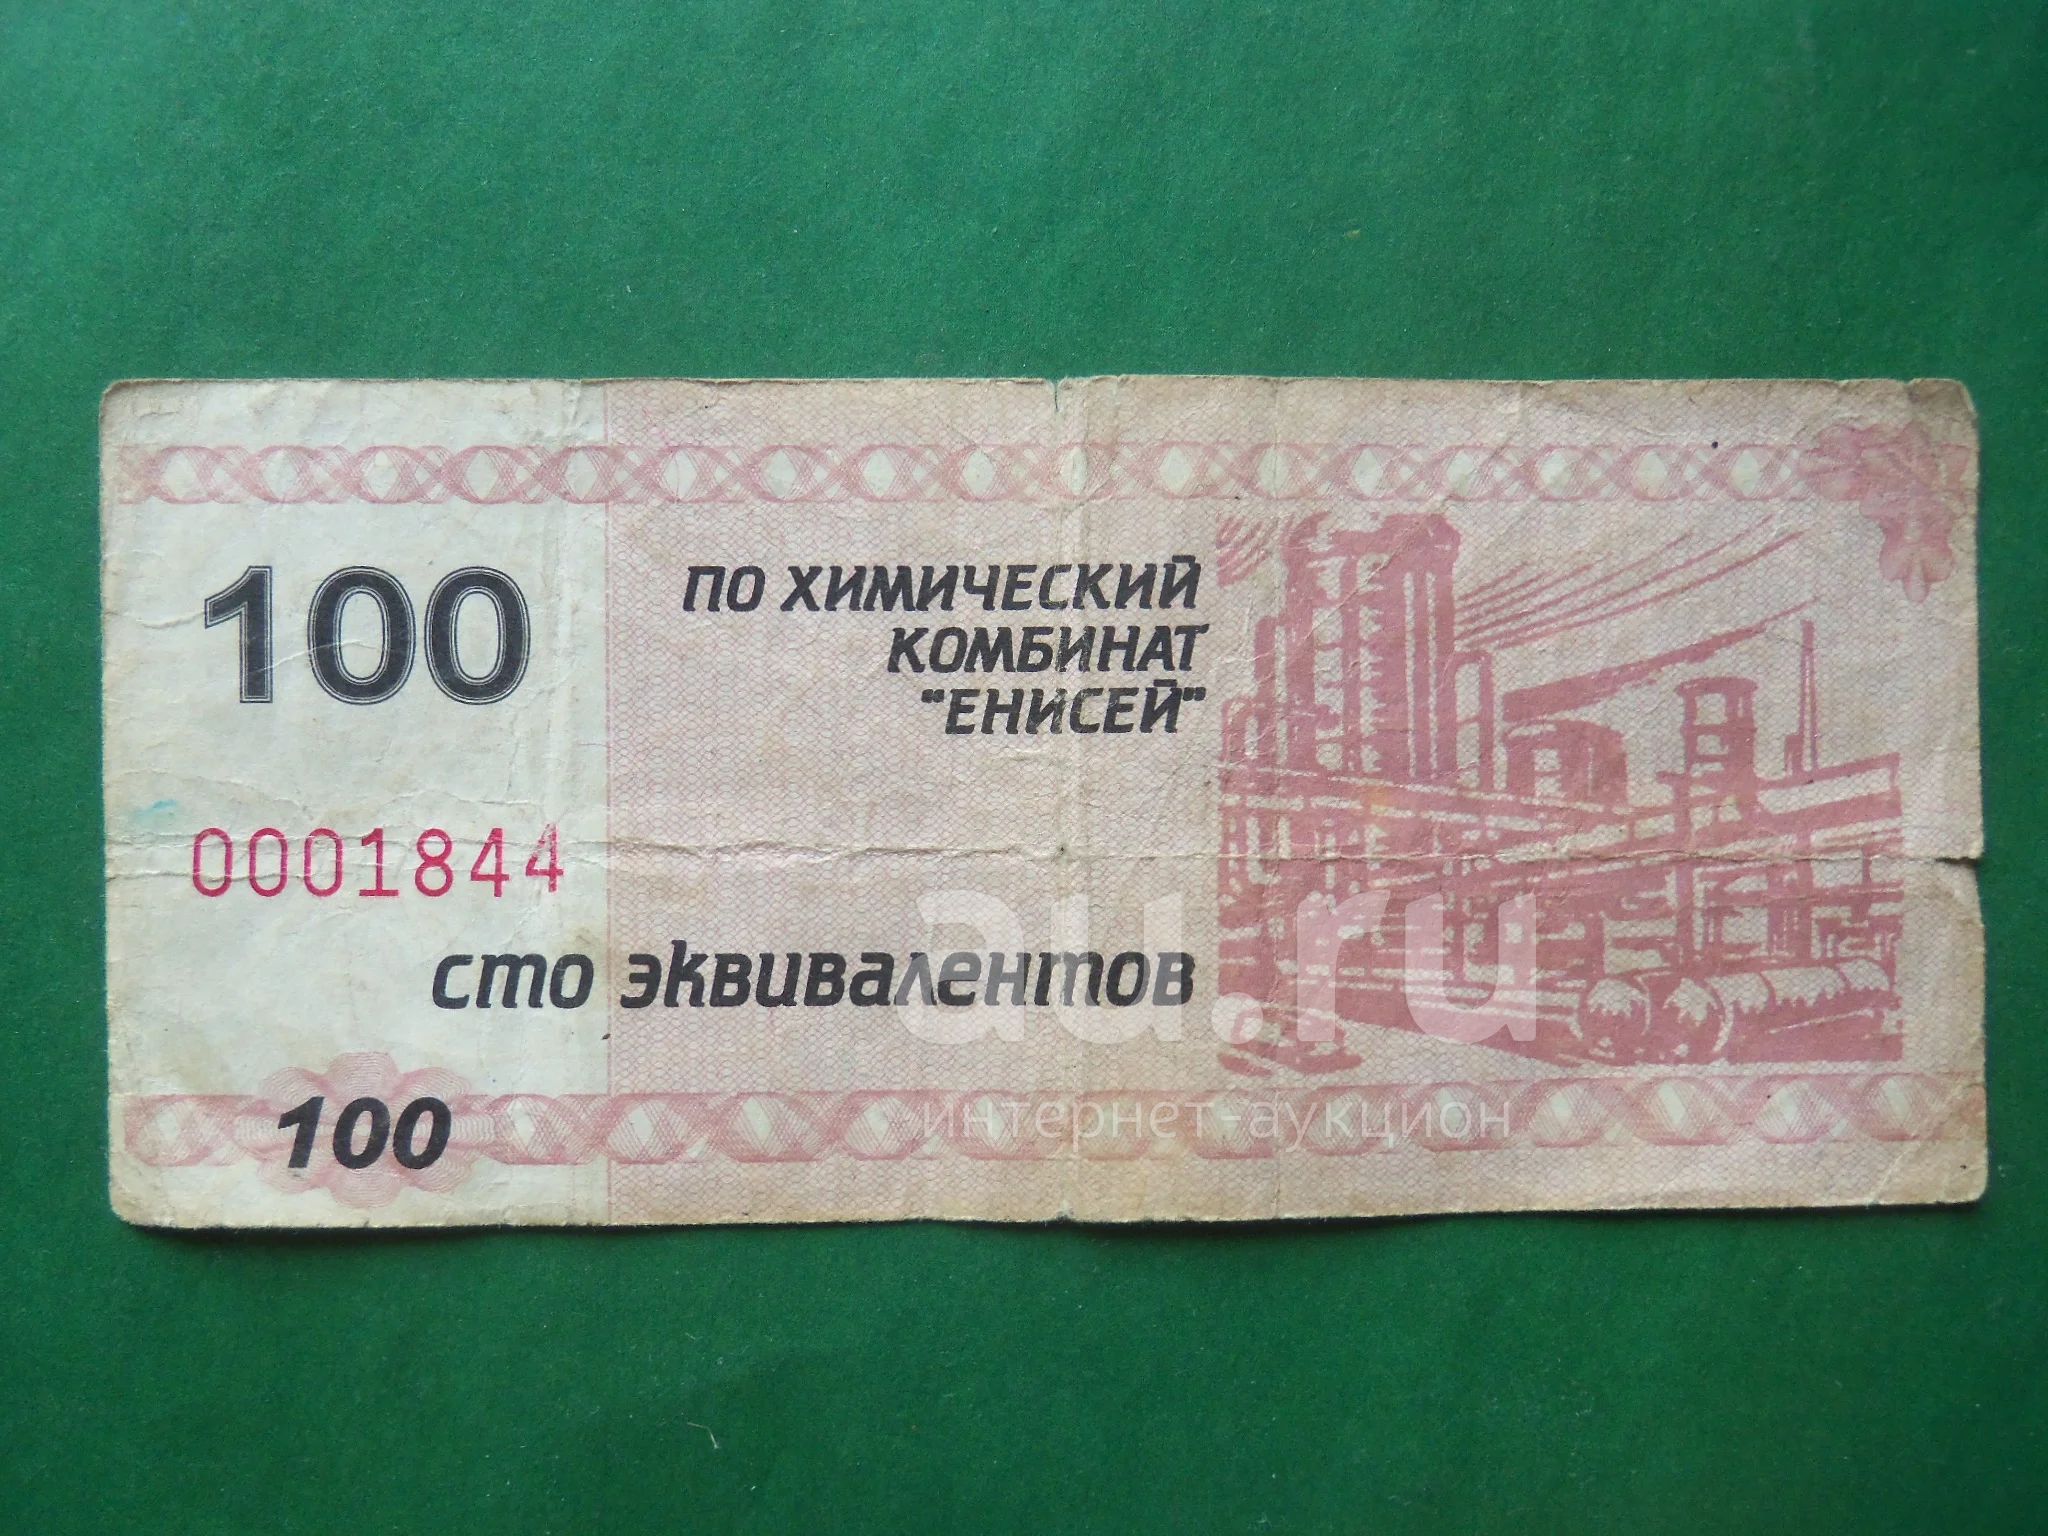 100
ПО ХИМИЧЕСКИЙ
КОМБИНАТ
"ЕНИСЕЙ"
0001844
сто эквивалентов
100
au.ru
интернет-аукцион